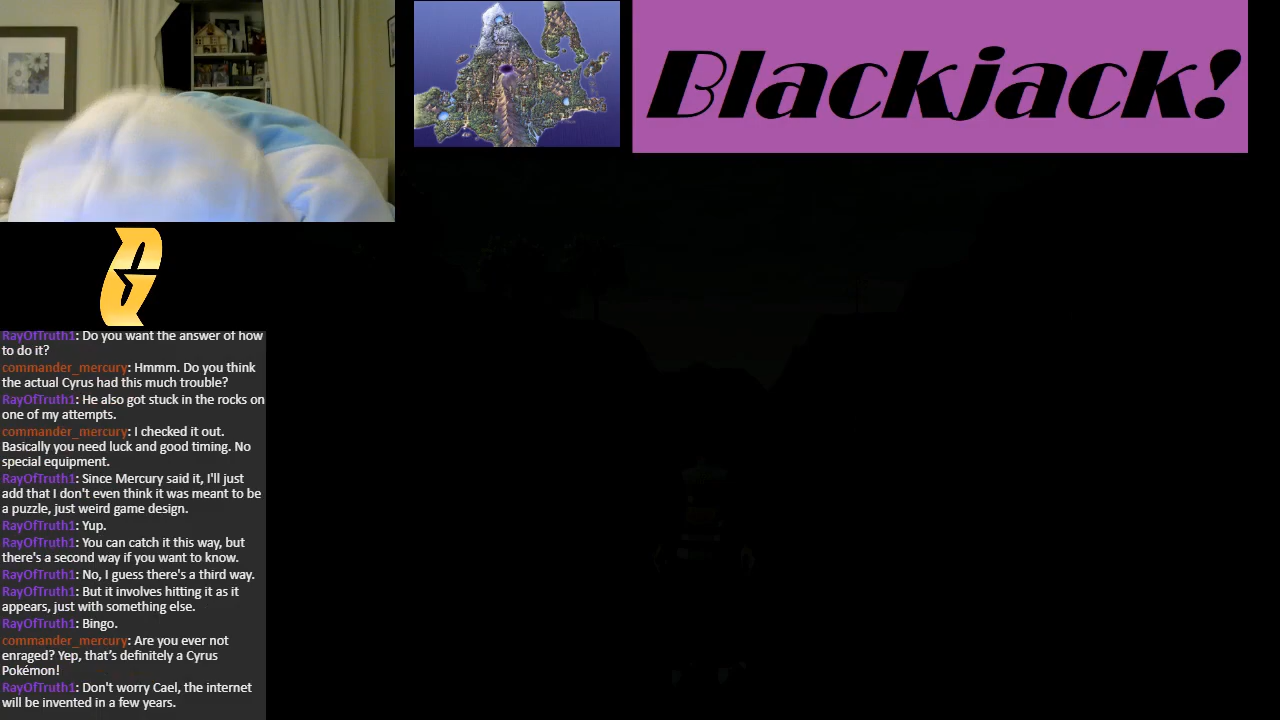 Blackjack!
RayOfTruth1: Do you want the answer of how
to do it?
commander_mercury: Hmmm. Do you think
the actual Cyrus had this much trouble?
RayOfTruth1: He also got stuck in the rocks on
one of my attempts.
commander_mercury: I checked it out.
Basically you need luck and good timing. No
special equipment.
RayOfTruth1: Since Mercury said it, I'll just
add that I don't even think it was meant to be
a puzzle, just weird game design.
RayOfTruth1: Yup.
RayOfTruth1: You can catch it this way, but
there's a second way if you want to know.
RayOfTruth1: No, I guess there's a third way.
RayOfTruth1: But it involves hitting it as it
appears, just with something else.
RayOfTruth1: Bingo.
commander_mercury: Are you ever not
enraged? Yep, that’s definitely a Cyrus
Pokémon!
RayOfTruth1: Don't worry Cael, the internet
will be invented in a few years.